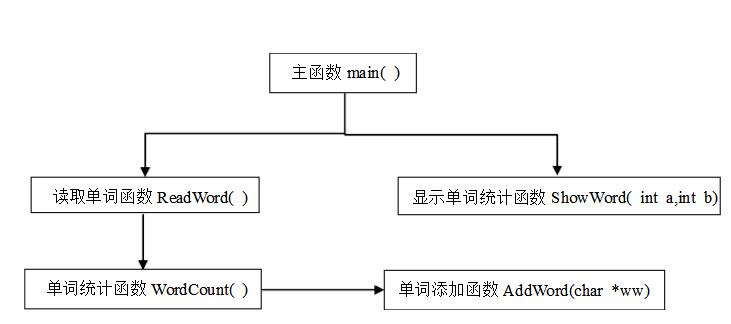 主函数 main( )
读取单词函数 ReadWord( )
显示单词统计函数 ShowWord( int a,int b)
单词统计函数 WordCount( )
单词添加函数 AddWord(char *ww)